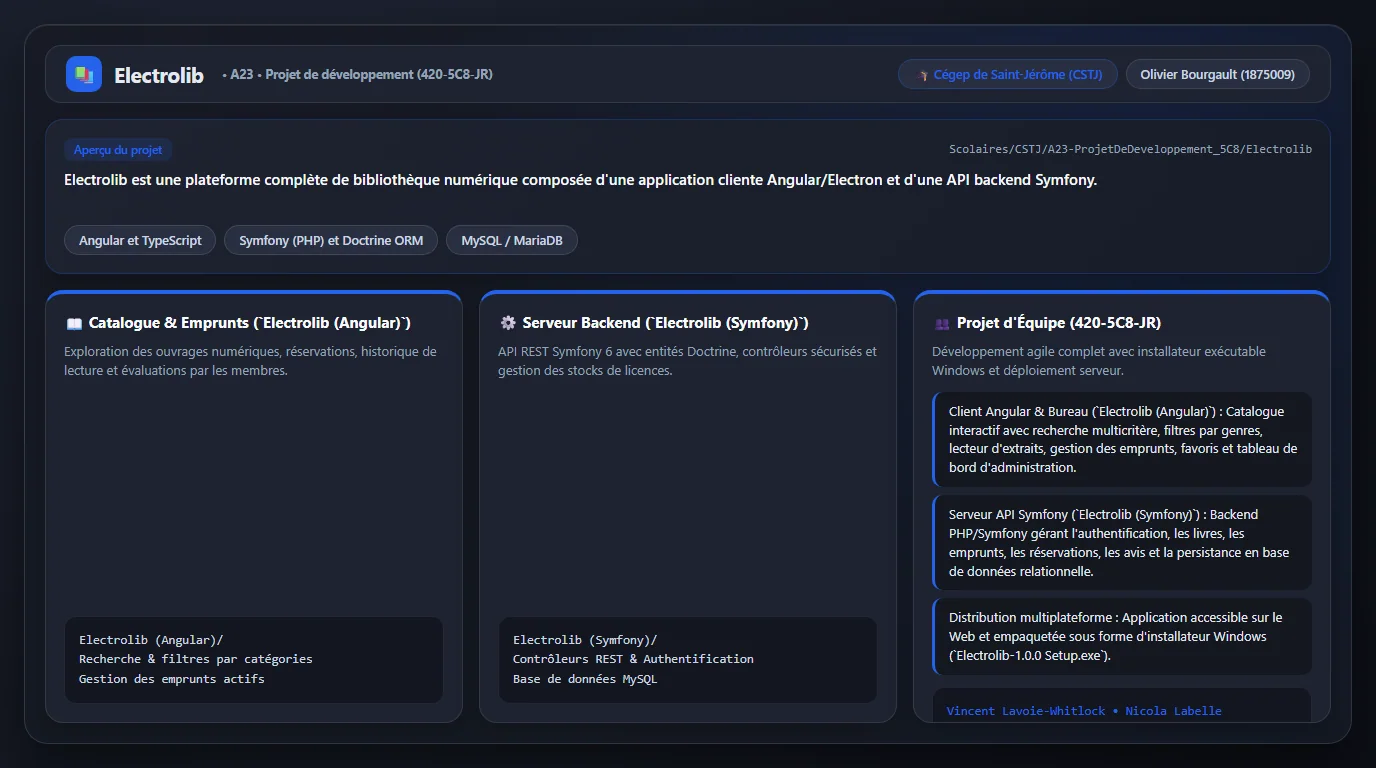 Electrolib
• A23 • Projet de développement (420-5C8-JR)
Cégep de Saint-Jérôme (CSTJ)
Olivier Bourgault (1875009)
Aperçu du projet
Scolaires/CSTJ/A23-ProjetDeDeveloppement_5C8/Electrolib
Electrolib est une plateforme complète de bibliothèque numérique composée d'une application cliente Angular/Electron et d'une API backend Symfony.
Angular et TypeScript
Symfony (PHP) et Doctrine ORM
MySQL / MariaDB
Catalogue & Emprunts (`Electrolib (Angular)`)
Exploration des ouvrages numériques, réservations, historique de
lecture et évaluations par les membres.
Electrolib (Angular)/
Recherche & filtres par catégories
Gestion des emprunts actifs
Serveur Backend (`Electrolib (Symfony)`)
API REST Symfony 6 avec entités Doctrine, contrôleurs sécurisés et
gestion des stocks de licences.
Electrolib (Symfony)/
Contrôleurs REST & Authentification
Base de données MySQL
Projet d'Équipe (420-5C8-JR)
Développement agile complet avec installateur exécutable
Windows et déploiement serveur.
Client Angular & Bureau (`Electrolib (Angular)`) : Catalogue
interactif avec recherche multicritère, filtres par genres,
lecteur d'extraits, gestion des emprunts, favoris et tableau de
bord d'administration.
Serveur API Symfony (`Electrolib (Symfony)`) : Backend
PHP/Symfony gérant l'authentification, les livres, les
emprunts, les réservations, les avis et la persistance en base
de données relationnelle.
Distribution multiplateforme : Application accessible sur le
Web et empaquetée sous forme d'installateur Windows
(`Electrolib-1.0.0 Setup.exe`).
Vincent Lavoie-Whitlock • Nicola Labelle